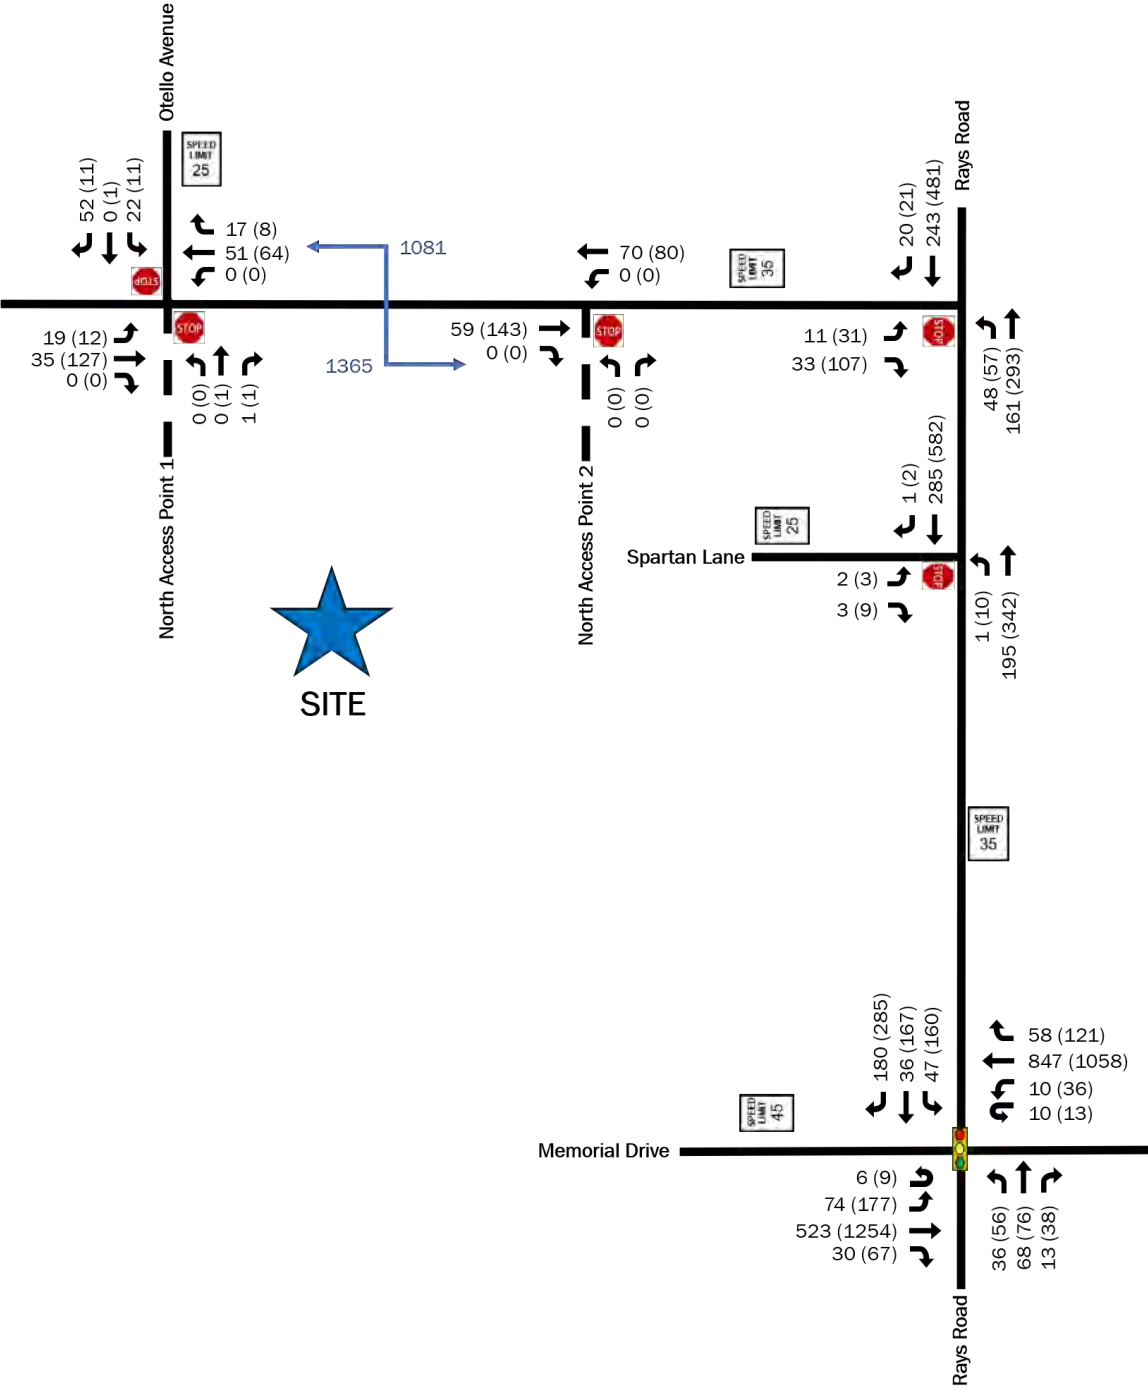 Otello Avenue
SPEED
LIMIT
25
52 (11)
0 (1)
22 (11)
STOP
17 (8)
51 (64)
0 (0)
1081
1365
19 (12)
35 (127)
0 (0)
STOP
0 (0)
0 (1)
1 (1)
North Access Point 1
70 (80)
0 (0)
59 (143)
0 (0)
STOP
0 (0)
0 (0)
North Access Point 2
SPEED
LIMIT
35
Rays Road
20 (21)
243 (481)
11 (31)
33 (107)
STOP
48 (57)
161 (293)
1 (2)
285 (582)
SPEED
LIMIT
25
Spartan Lane
2 (3)
3 (9)
STOP
1 (10)
195 (342)
SITE
SPEED
LIMIT
35
180 (285)
36 (167)
47 (160)
58 (121)
847 (1058)
10 (36)
10 (13)
SPEED
LIMIT
45
Memorial Drive
6 (9)
74 (177)
523 (1254)
30 (67)
36 (56)
68 (76)
13 (38)
Rays Road